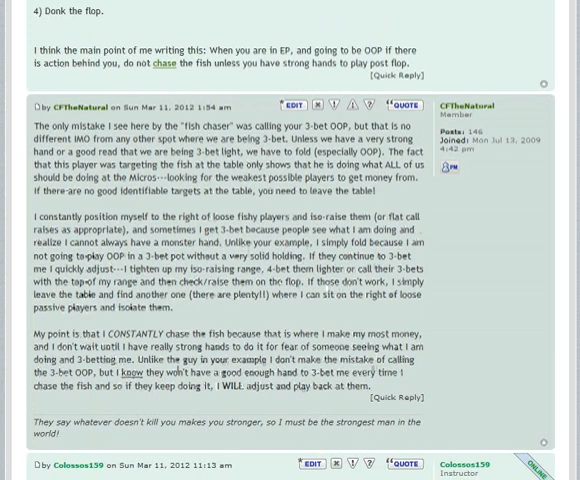 4) Donk the flop.
I think the main point of me writing this: When you are in EP, and going to be OOP if there
is action behind you, do not chase the fish unless you have strong hands to play post flop.
[Quick Reply]
by CFTheNatural on Sun Mar 11, 2012 1:54 am
EDIT
QUOTE
CFTheNatural
Member
Posts: 146
Joined: Mon Jul 13, 2009
4:42 pm
PM
The only mistake I see here by the "fish chaser" was calling your 3-bet OOP, but that is no
different IMO from any other spot where we are being 3-bet. Unless we have a very strong
hand or a good read that we are being 3-bet light, we have to fold (especially OOP). The fact
that this player was targeting the fish at the table only shows that he is doing what ALL of us
should be doing at the Micros---looking for the weakest possible players to get money from.
If there are no good identifiable targets at the table, you need to leave the table!
I constantly position myself to the right of loose fishy players and iso-raise them (or flat call
raises as appropriate), and sometimes I get 3-bet because people see what I am doing and
realize I cannot always have a monster hand. Unlike your example, I simply fold because I am
not going to play OOP in a 3-bet pot without a very solid holding. If they continue to 3-bet
me I quickly adjust---I tighten up my iso-raising range, 4-bet them lighter or call their 3-bets
with the top of my range and then check/raise them on the flop. If those don't work, I simply
leave the table and find another one (there are plenty!!) where I can sit on the right of loose
passive players and isolate them.
My point is that I CONSTANTLY chase the fish because that is where I make my most money,
and I don't wait until I have really strong hands to do it for fear of someone seeing what I am
doing and 3-betting me. Unlike the guy in your example I don't make the mistake of calling
the 3-bet OOP, but I know they won't have a good enough hand to 3-bet me every time I
chase the fish and so if they keep doing it, I WILL adjust and play back at them.
[Quick Reply]
They say whatever doesn't kill you makes you stronger, so I must be the strongest man in the
world!
by Colossos159 on Sun Mar 11, 2012 11:13 am
EDIT
QUOTE
Colossos159
Instructor
ONLINE